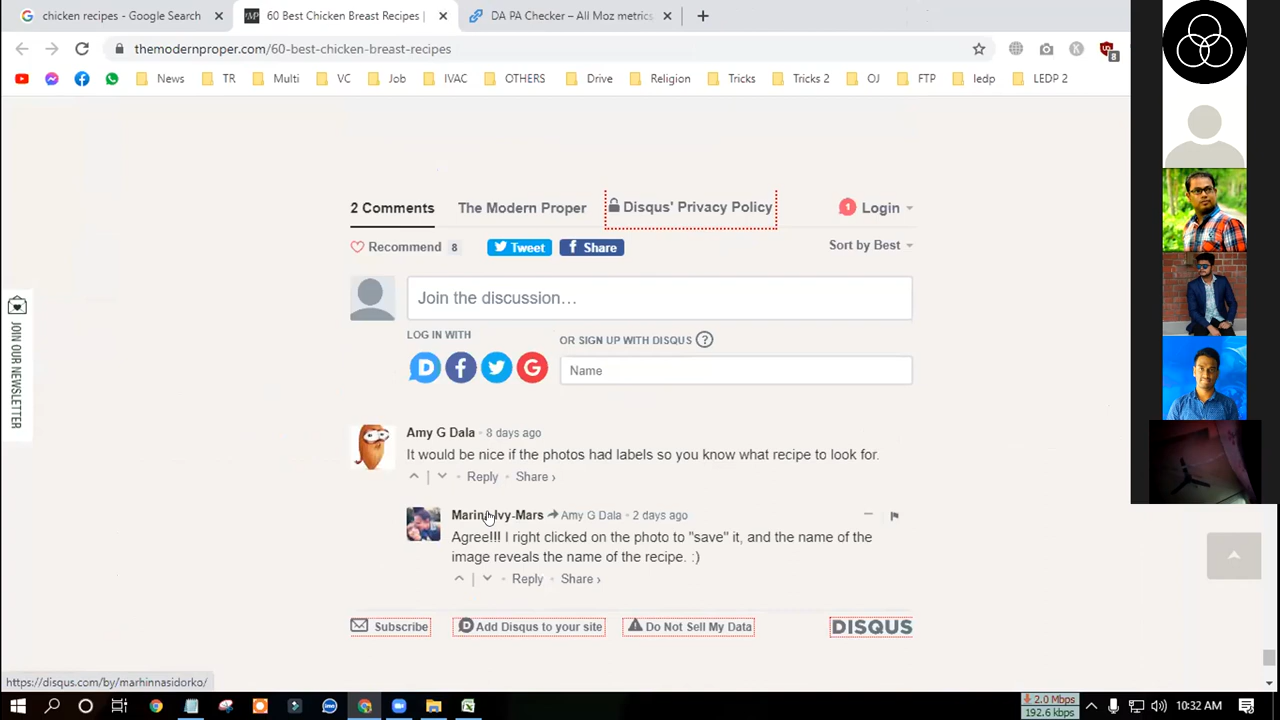 chicken recipes - Google Search
60 Best Chicken Breast Recipes |
DA PA Checker – All Moz metrics
themodernproper.com/60-best-chicken-breast-recipes
8
News
TR
Multi
VC
Job
IVAC
OTHERS
Drive
Religion
Tricks
Tricks 2
OJ
FTP
ledp
LEDP 2
JOIN OUR NEWSLETTER
2 Comments
The Modern Proper
Disqus' Privacy Policy
1 Login
Recommend 8
Tweet
Share
Sort by Best
Join the discussion…
LOG IN WITH
OR SIGN UP WITH DISQUS ?
Name
Amy G Dala • 8 days ago
It would be nice if the photos had labels so you know what recipe to look for.
Reply • Share ›
Ivy-Mars Amy G Dala • 2 days ago
Agree!!! I right clicked on the photo to "save" it, and the name of the
image reveals the name of the recipe. :)
Reply • Share ›
Subscribe
Add Disqus to your site
Do Not Sell My Data
DISQUS
https://disqus.com/by/marhinnasidorko/
2.0 Mbps
192.6 kbps
10:32 AM